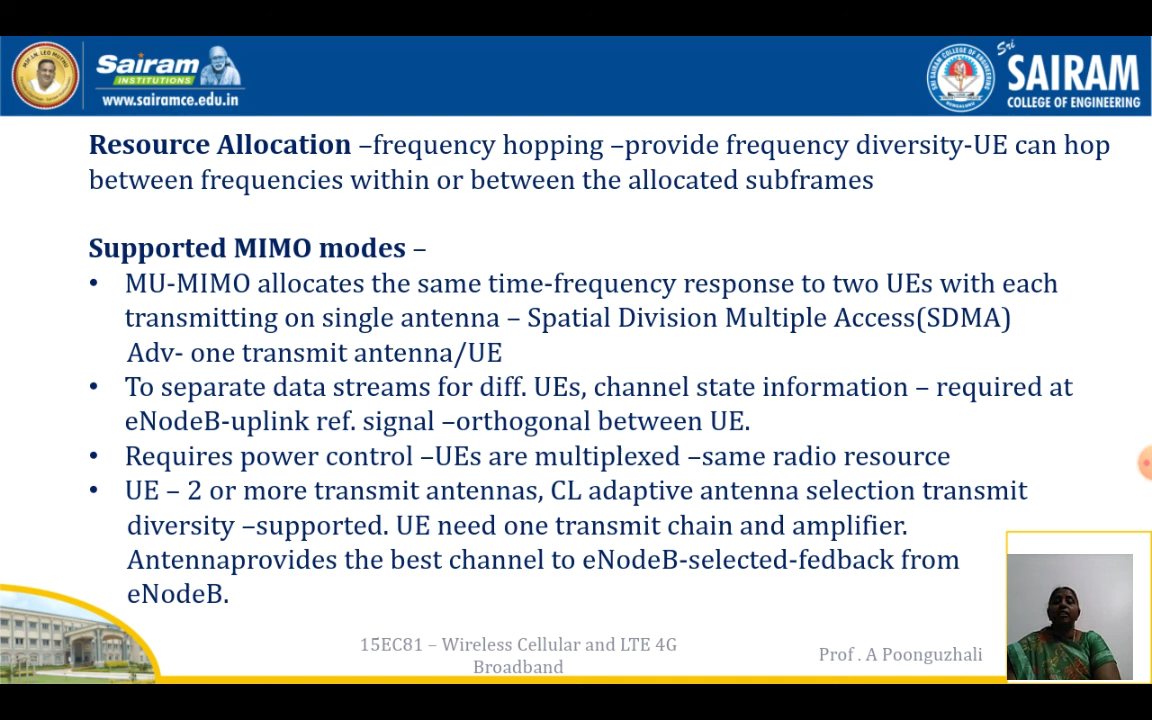 Sairam
INSTITUTIONS
www.sairamce.edu.in
Sri
SAIRAM
COLLEGE OF ENGINEERING
Resource Allocation –frequency hopping –provide frequency diversity-UE can hop
between frequencies within or between the allocated subframes
Supported MIMO modes –
• MU-MIMO allocates the same time-frequency response to two UEs with each
transmitting on single antenna – Spatial Division Multiple Access(SDMA)
Adv- one transmit antenna/UE
• To separate data streams for diff. UEs, channel state information – required at
eNodeB-uplink ref. signal –orthogonal between UE.
• Requires power control –UEs are multiplexed –same radio resource
• UE – 2 or more transmit antennas, CL adaptive antenna selection transmit
diversity –supported. UE need one transmit chain and amplifier.
Antennaprovides the best channel to eNodeB-selected-fedback from
eNodeB.
15EC81 – Wireless Cellular and LTE 4G
Broadband
Prof . A Poonguzhali